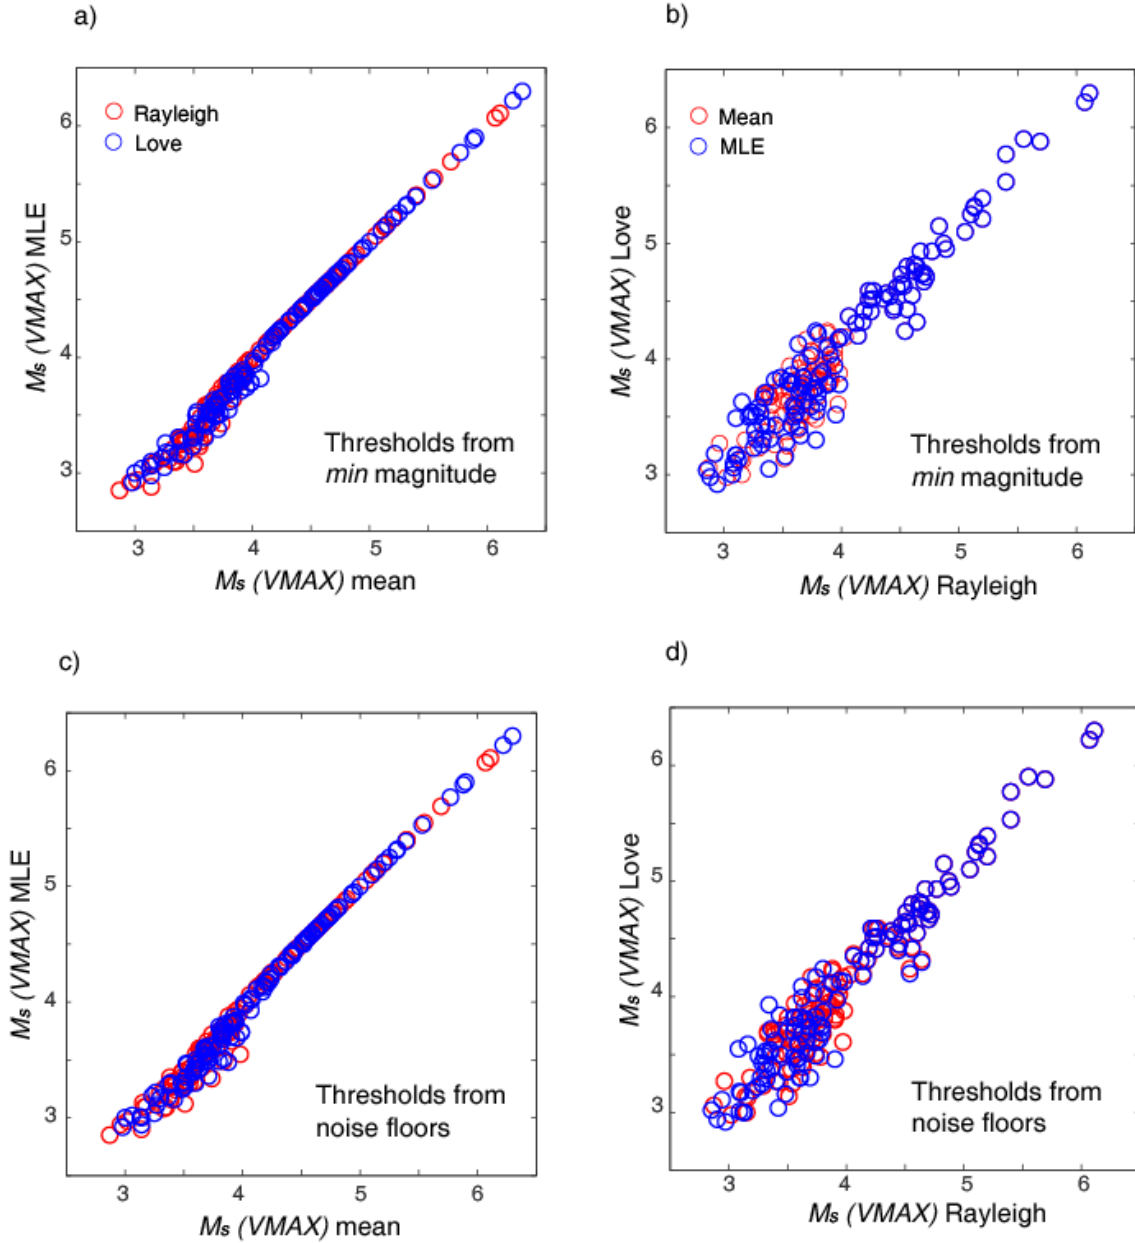 a)
Rayleigh
Love
6
5
4
3
Ms (VMAX) MLE
Thresholds from
min magnitude
3 4 5 6
Ms (VMAX) mean
b)
Mean
MLE
6
5
4
3
Ms (VMAX) Love
Thresholds from
min magnitude
3 4 5 6
Ms (VMAX) Rayleigh
c)
6
5
4
3
Ms (VMAX) MLE
Thresholds from
noise floors
3 4 5 6
Ms (VMAX) mean
d)
6
5
4
3
Ms (VMAX) Love
Thresholds from
noise floors
3 4 5 6
Ms (VMAX) Rayleigh